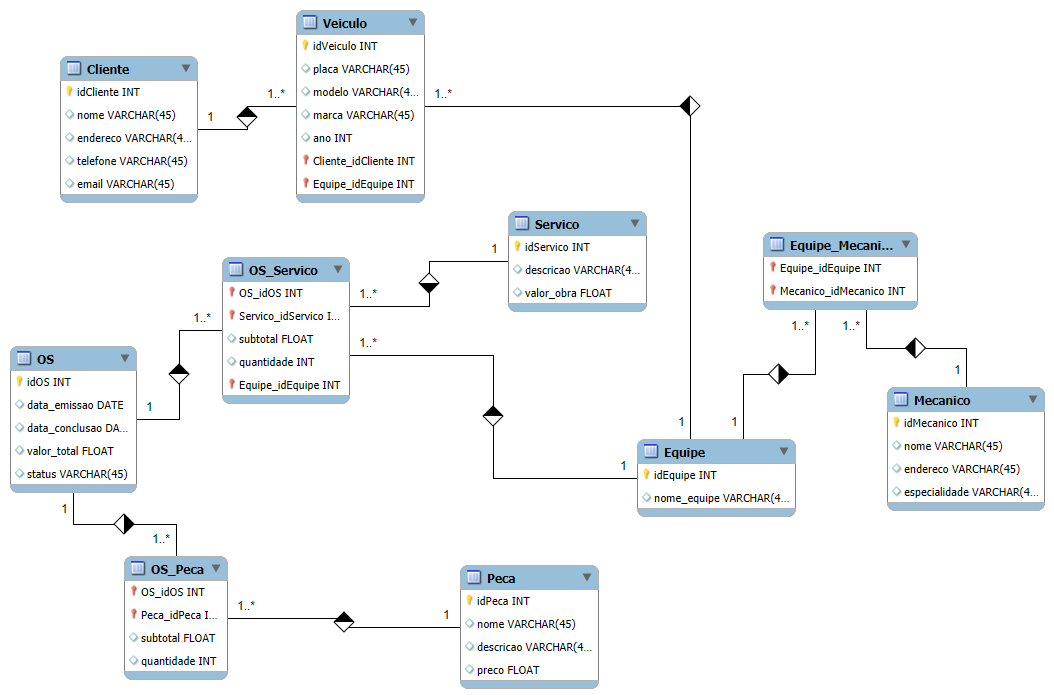 Veiculo
idVeiculo INT
placa VARCHAR(45)
modelo VARCHAR(4...
marca VARCHAR(45)
ano INT
Cliente_idCliente INT
Equipe_idEquipe INT
Cliente
idCliente INT
nome VARCHAR(45)
endereco VARCHAR(4...
telefone VARCHAR(45)
email VARCHAR(45)
1
1..*
1..*
Servico
idServico INT
descricao VARCHAR(4...
valor_obra FLOAT
1
1..*
Equipe_Mecani...
Equipe_idEquipe INT
Mecanico_idMecanico INT
1..*
1..*
OS_Servico
OS_idOS INT
Servico_idServico I...
subtotal FLOAT
quantidade INT
Equipe_idEquipe INT
1..*
1..*
OS
idOS INT
data_emissao DATE
data_conclusao DA...
valor_total FLOAT
status VARCHAR(45)
1
1
1
Mecanico
idMecanico INT
nome VARCHAR(45)
endereco VARCHAR(45)
especialidade VARCHAR(4...
1
1
1
Equipe
idEquipe INT
nome_equipe VARCHAR(4...
1..*
OS_Peca
OS_idOS INT
Peca_idPeca I...
subtotal FLOAT
quantidade INT
1..*
1
Peca
idPeca INT
nome VARCHAR(45)
descricao VARCHAR(4...
preco FLOAT